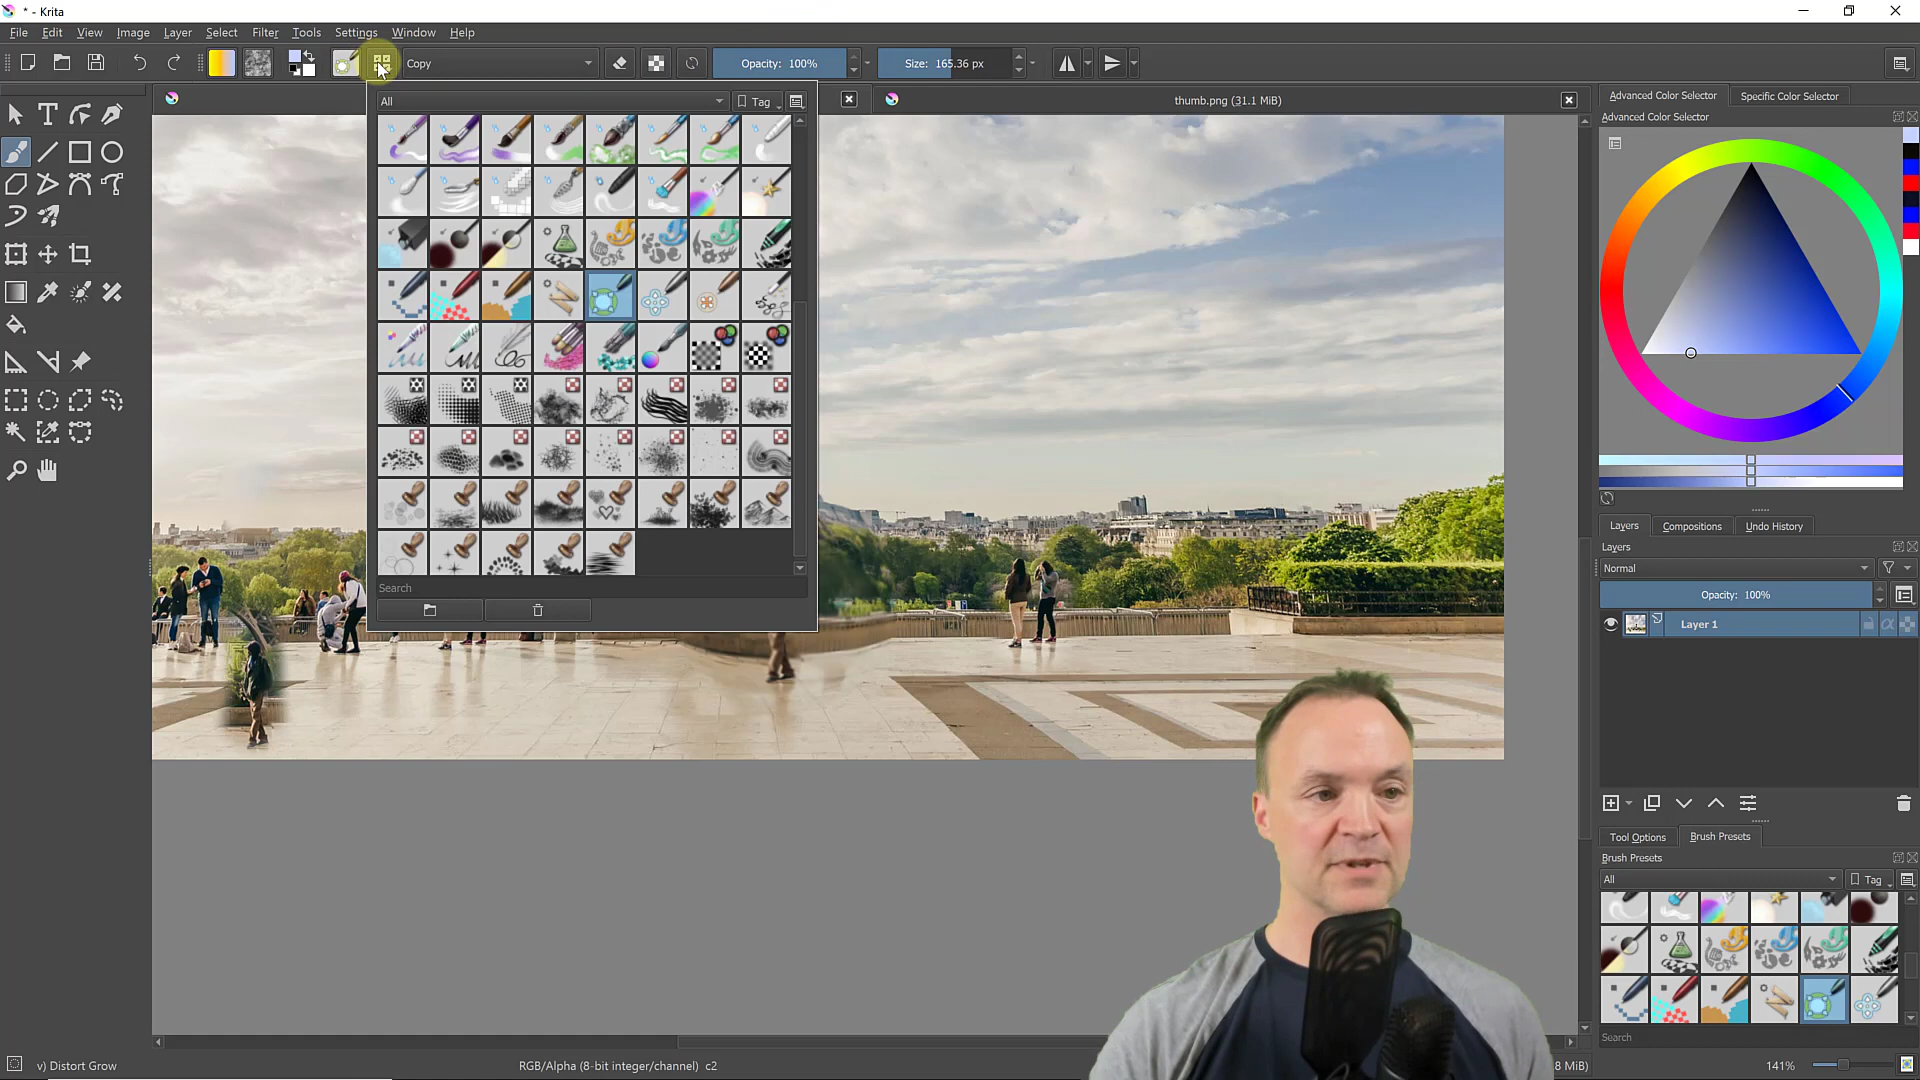 * - Krita
File Edit View Image Layer Select Filter Tools Settings Window Help
Copy
Opacity: 100%
Size: 165.36 px
All
Tag
thumb.png (31.1 MiB)
Search
Advanced Color Selector
Specific Color Selector
Advanced Color Selector
Layers
Compositions
Undo History
Layers
Normal
Opacity: 100%
Layer 1
Tool Options
Brush Presets
Brush Presets
All
Tag
Search
v) Distort Grow
RGB/Alpha (8-bit integer/channel) c2
8 MiB)
141%